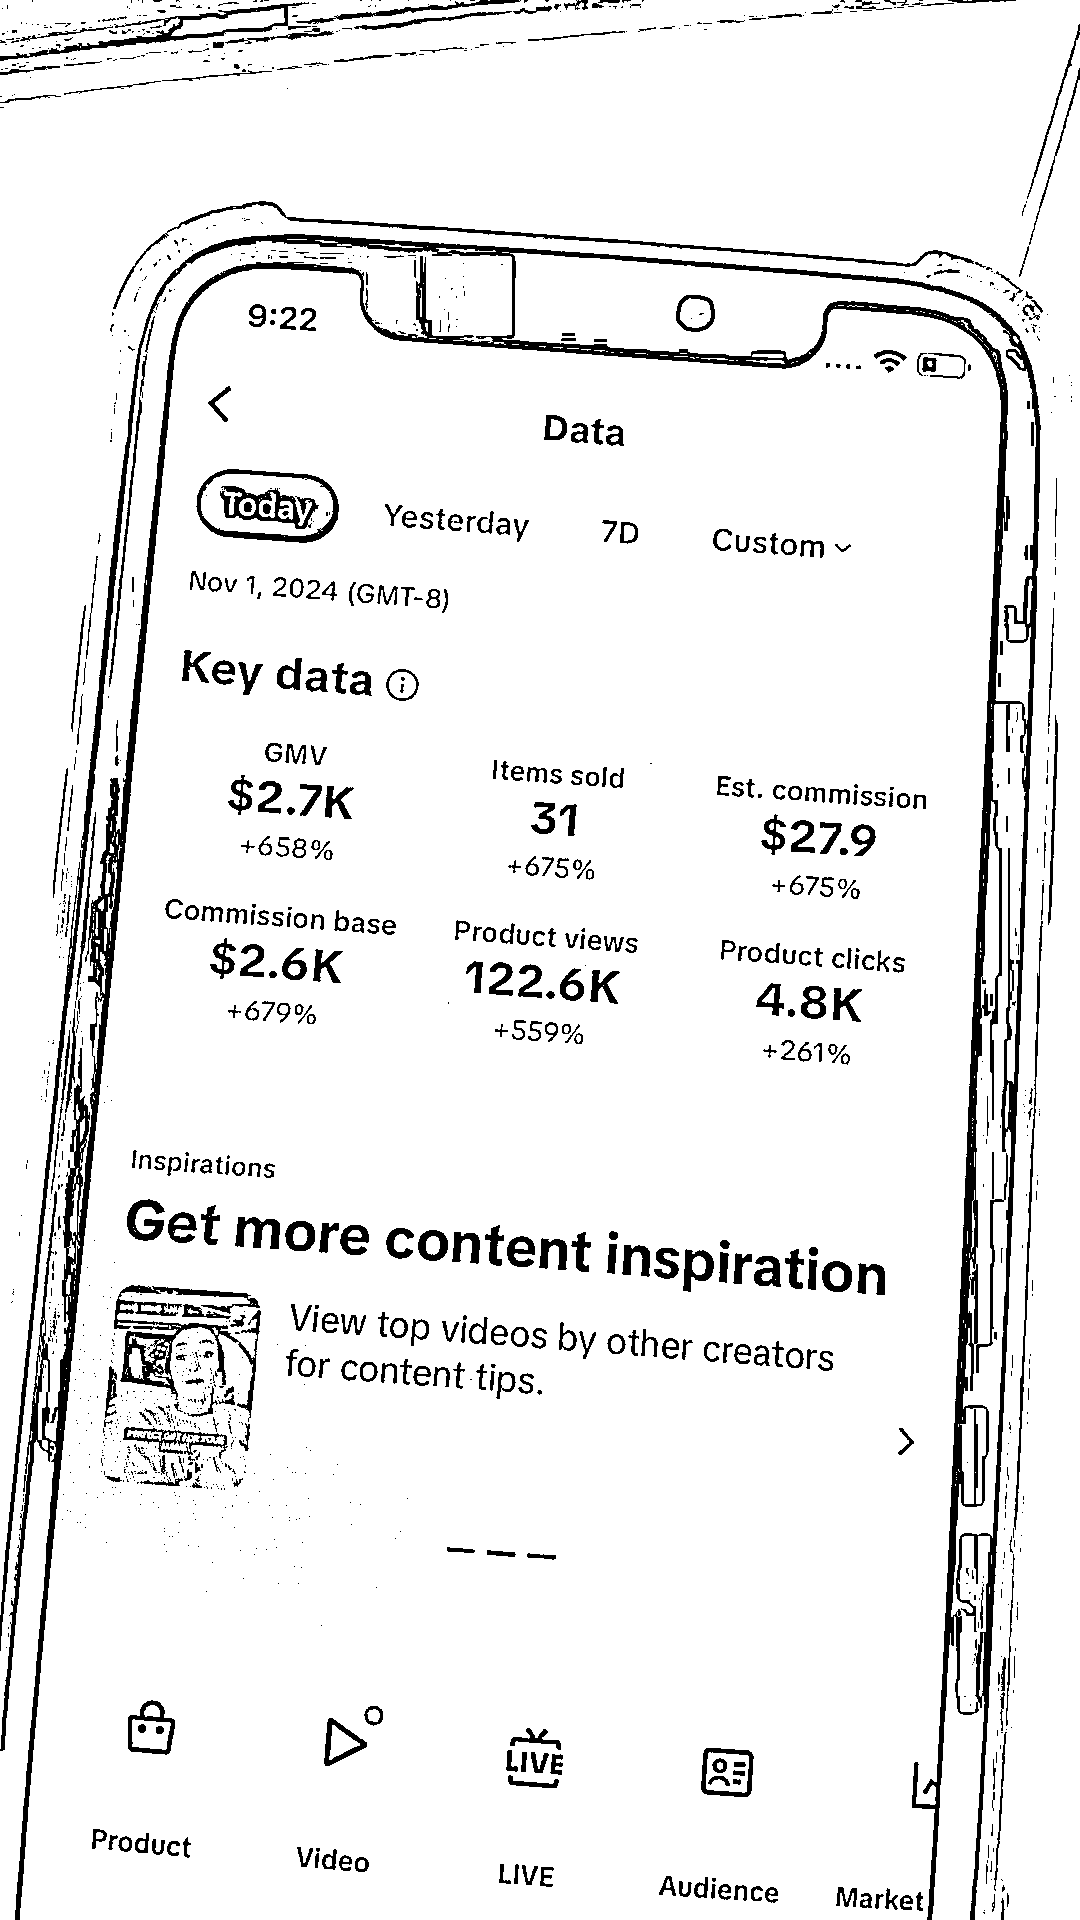 9:22
Data
Today Yesterday 7D Custom
Nov 1, 2024 (GMT-8)
Key data
GMV Items sold Est. commission
$2.7K 31 $27.9
+658% +675% +675%
Commission base Product views Product clicks
$2.6K 122.6K 4.8K
+679% +559% +261%
Inspirations
Get more content inspiration
View top videos by other creators
for content tips.
LIVE
Product Video LIVE Audience Market